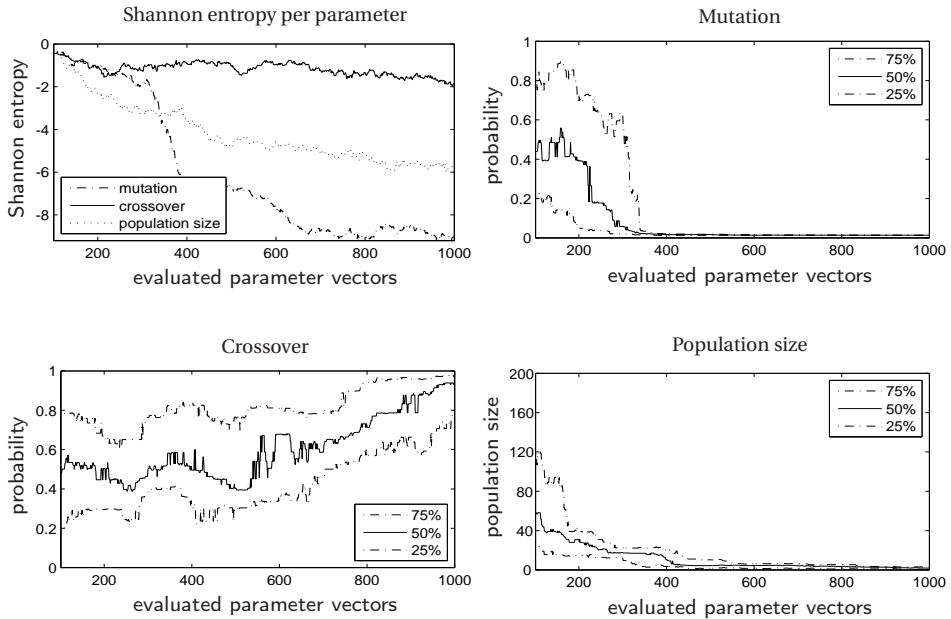 Shannon entropy per parameter
0
-2
-4
-6
-8
Shannon entropy
mutation
crossover
population size
200 400 600 800 1000
evaluated parameter vectors
Mutation
1
0.8
0.6
0.4
0.2
0
probability
75%
50%
25%
200 400 600 800 1000
evaluated parameter vectors
Crossover
1
0.8
0.6
0.4
0.2
0
probability
75%
50%
25%
200 400 600 800 1000
evaluated parameter vectors
Population size
200
160
120
80
40
0
population size
75%
50%
25%
200 400 600 800 1000
evaluated parameter vectors